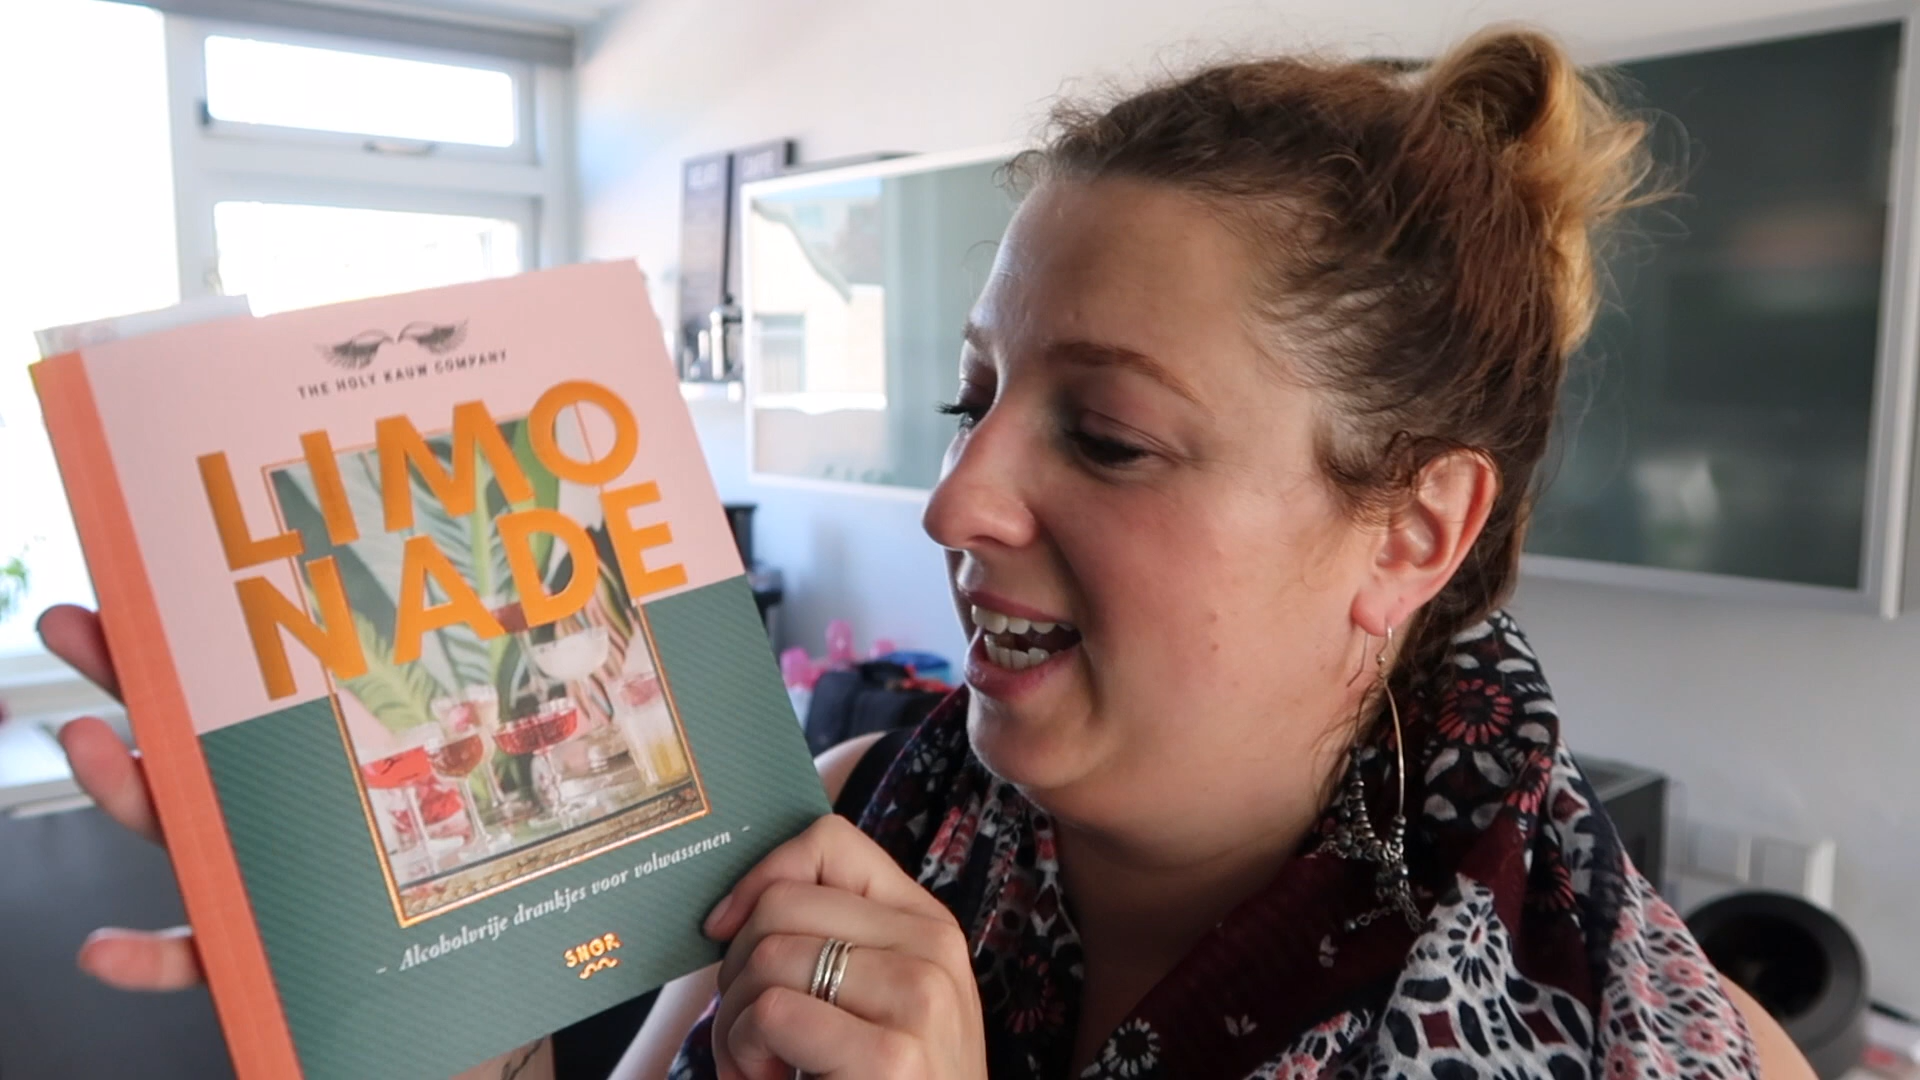 THE HOLY KAUW COMPANY
LIMO
NADE
- Alcoholvrije drankjes voor volwassenen -
SNOR